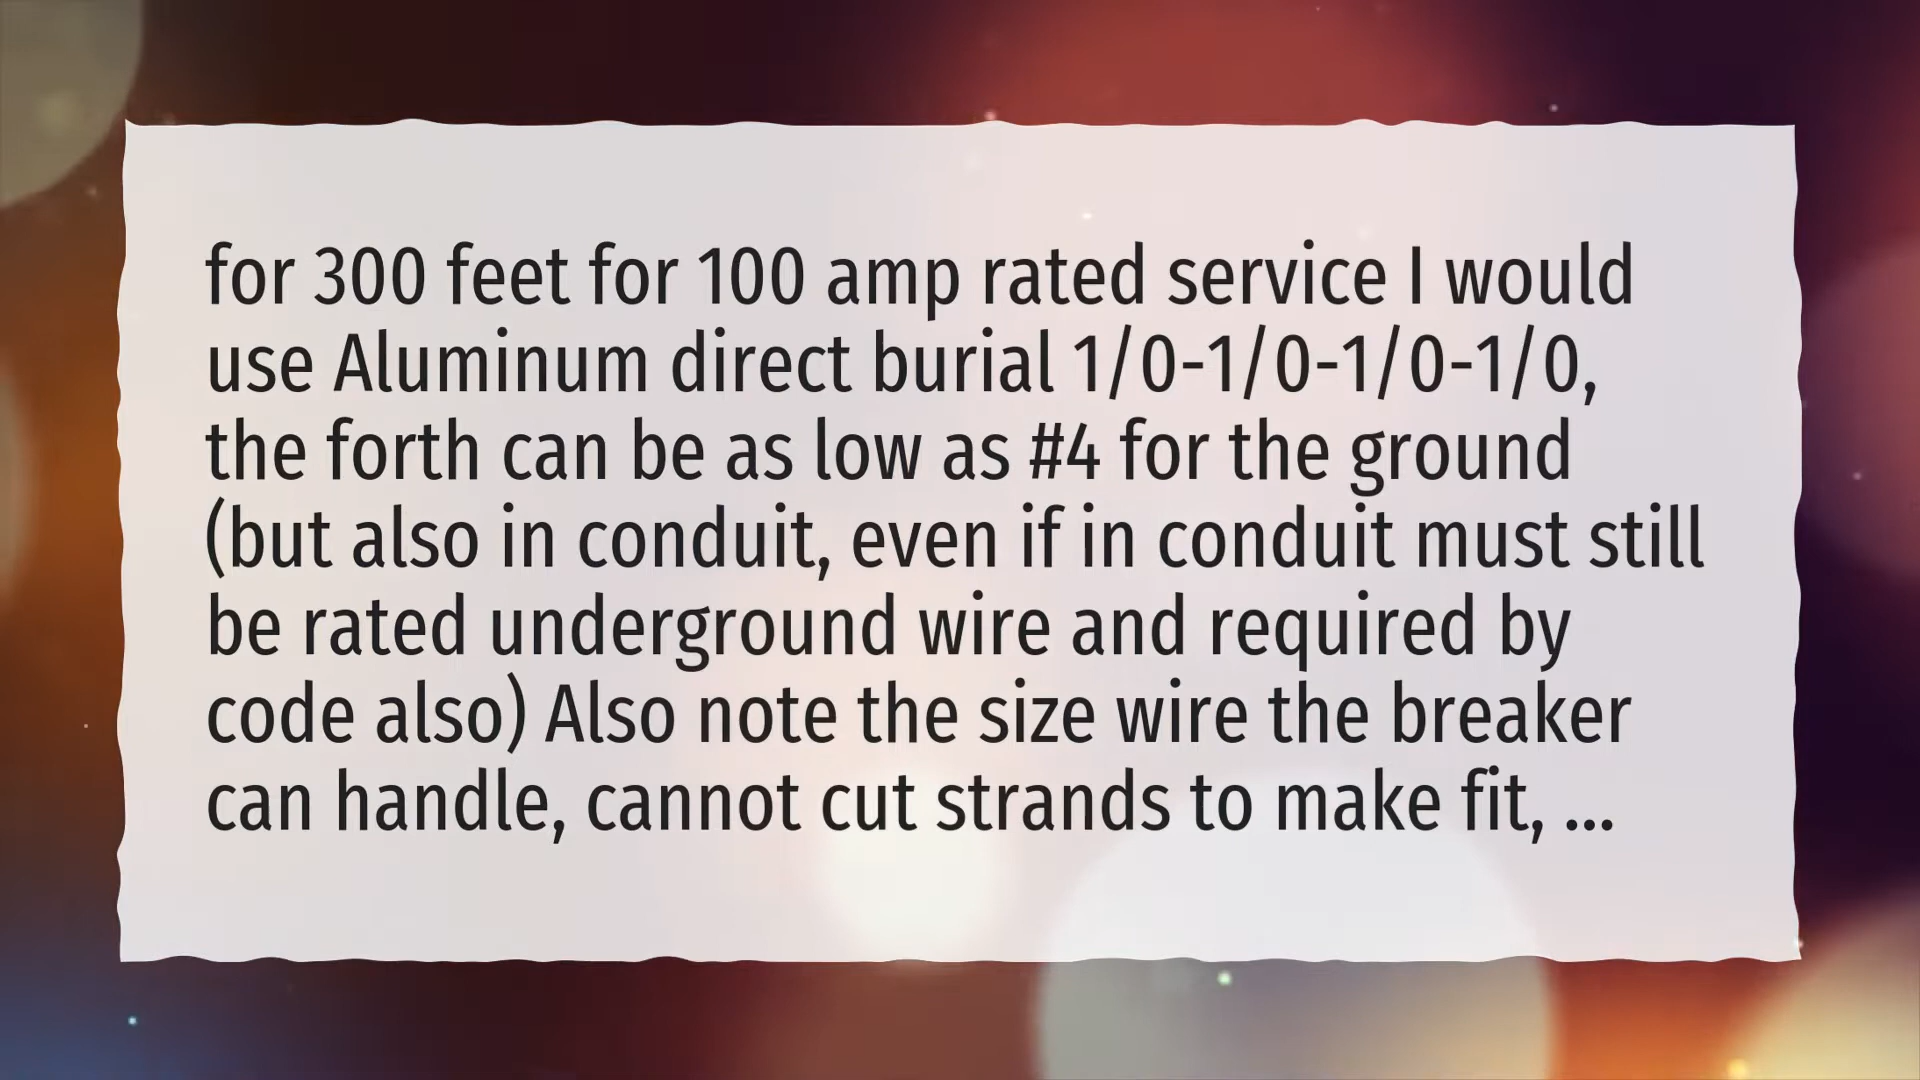 for 300 feet for 100 amp rated service I would
use Aluminum direct burial 1/0-1/0-1/0-1/0,
the forth can be as low as #4 for the ground
(but also in conduit, even if in conduit must still
be rated underground wire and required by
code also) Also note the size wire the breaker
can handle, cannot cut strands to make fit, ...